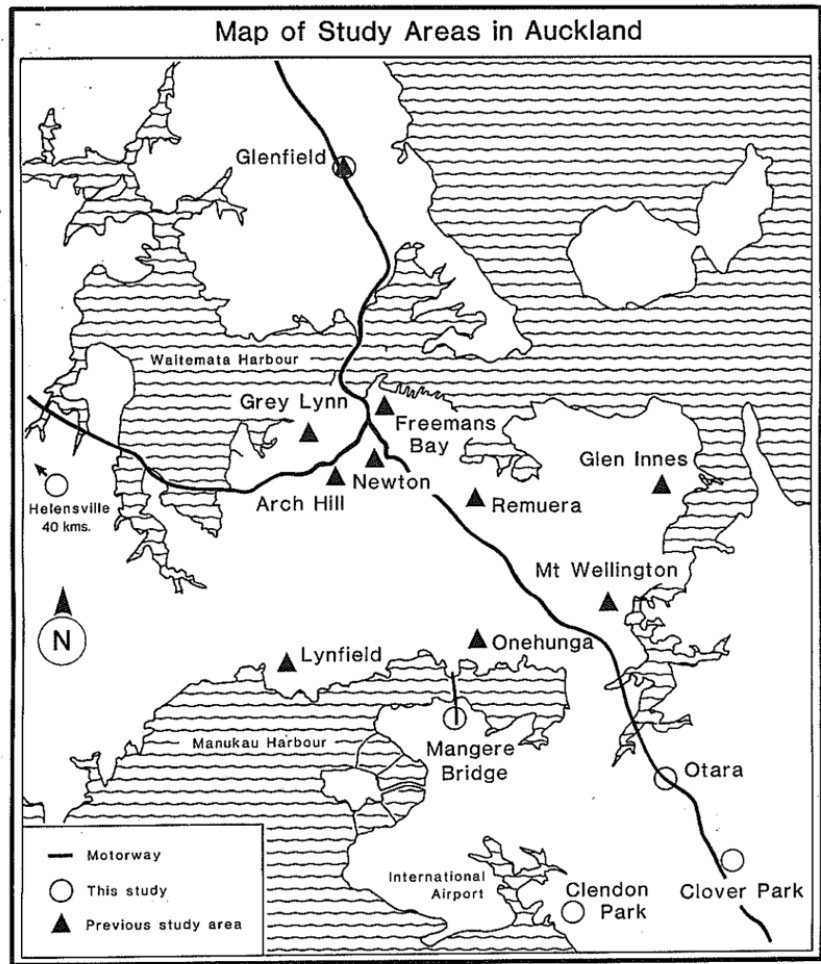 Map of Study Areas in Auckland
Glenfield
Waitemata Harbour
Grey Lynn
Freemans
Bay
Glen Innes
Newton
Helensville
40 kms.
Arch Hill
Remuera
Mt Wellington
N
Lynfield
Onehunga
Manukau Harbour
Mangere
Bridge
Otara
Motorway
This study
Previous study area
International
Airport
Clendon
Park
Clover Park